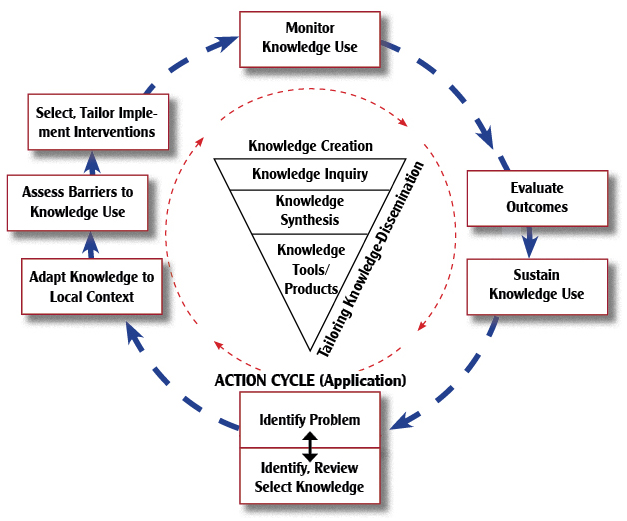 Monitor
Knowledge Use
Select, Tailor Imple-
ment Interventions
Assess Barriers to
Knowledge Use
Adapt Knowledge to
Local Context
Knowledge Creation
Knowledge Inquiry
Knowledge
Synthesis
Knowledge
Tools/
Products
Tailoring Knowledge-Dissemination
Evaluate
Outcomes
Sustain
Knowledge Use
ACTION CYCLE (Application)
Identify Problem
Identify, Review
Select Knowledge